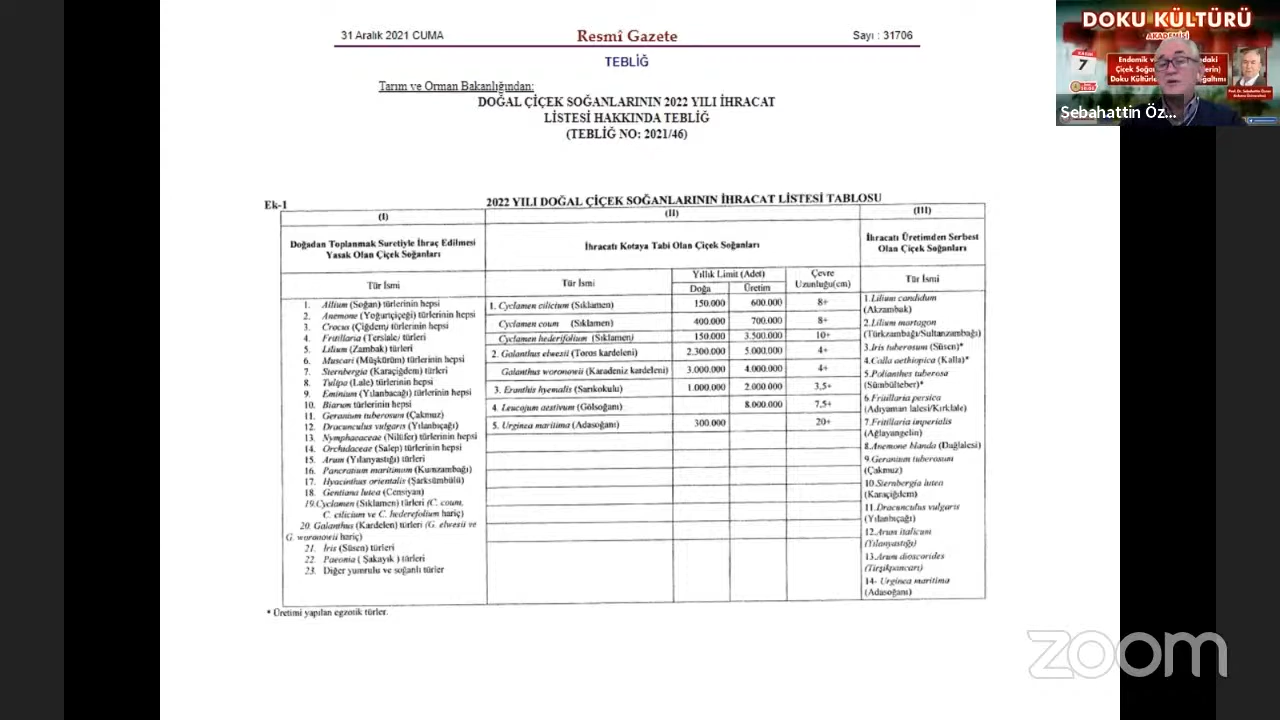 31 Aralık 2021 CUMA
Resmî Gazete
Sayı : 31706
TEBLİĞ
Tarım ve Orman Bakanlığından:
DOĞAL ÇİÇEK SOĞANLARININ 2022 YILI İHRACAT
LİSTESİ HAKKINDA TEBLİĞ
(TEBLİĞ NO: 2021/46)
Ek-1
2022 YILI DOĞAL ÇİÇEK SOĞANLARININ İHRACAT LİSTESİ TABLOSU
(I)
Doğadan Toplanmak Suretiyle İhraç Edilmesi
Yasak Olan Çiçek Soğanları
Tür İsmi
1. Allium (Soğan) türlerinin hepsi
2. Anemone (Yoğurtçiçeği) türlerinin hepsi
3. Crocus (Çiğdem) türlerinin hepsi
4. Fritillaria (Terslale) türleri
5. Lilium (Zambak) türleri
6. Muscari (Müşkürüm) türlerinin hepsi
7. Sternbergia (Karaçiğdem) türleri
8. Tulipa (Lale) türlerinin hepsi
9. Eminium (Yılanbacağı) türlerinin hepsi
10. Biarum türlerinin hepsi
11. Geranium tuberosum (Çakmuz)
12. Dracunculus vulgaris (Yılanbıçağı)
13. Nymphaeaceae (Nilüfer) türlerinin hepsi
14. Orchidaceae (Salep) türlerinin hepsi
15. Arum (Yılanyastığı) türleri
16. Pancratium maritimum (Kumzambağı)
17. Hyacinthus orientalis (Şarksümbülü)
18. Gentiana lutea (Censiyan)
19. Cyclamen (Sıklamen) türleri (C. coum,
C. cilicium ve C. hederefolium hariç)
20. Galanthus (Kardelen) türleri (G. elwesii ve
G. woronowii hariç)
21. İris (Süsen) türleri
22. Paeonia ( Şakayık ) türleri
23. Diğer yumrulu ve soğanlı türler
(II)
İhracatı Kotaya Tabi Olan Çiçek Soğanları
Tür İsmi
Yıllık Limit (Adet)
Doğa
Üretim
Çevre
Uzunluğu(cm)
1. Cyclamen cilicium (Sıklamen) 150.000 600.000 8+
Cyclamen coum (Sıklamen) 400.000 700.000 8+
Cyclamen hederifolium (Sıklamen) 150.000 3.500.000 10+
2. Galanthus elwezii (Toros kardeleni) 2.300.000 5.000.000 4+
Galanthus woronowii (Karadeniz kardeleni) 3.000.000 4.000.000 4+
3. Eranthis hyemalis (Sarıkokulu) 1.000.000 2.000.000 3,5+
4. Leucojum aestivum (Gölsoğanı) 8.000.000 7,5+
5. Urginea maritima (Adasoğanı) 300.000 20+
(III)
İhracatı Üretimden Serbest
Olan Çiçek Soğanları
Tür İsmi
1.Lilium candidum
(Akzambak)
2.Lilium martagon
(Türkzambağı/Sultanzambağı)
3.Iris tuberosum (Süsen)*
4.Calla aethiopica (Kalla)*
5.Polianthes tuberosa
(Sümbülteber)*
6.Fritillaria persica
(Adıyaman lalesi/Kırklale)
7.Fritillaria imperialis
(Ağlayangelin)
8.Anemone blanda (Dağlalesi)
9.Geranium tuberosum
(Çakmuz)
10.Sternbergia lutea
(Karaçiğdem)
11.Dracunculus vulgaris
(Yılanbıçağı)
12.Arum italicum
(Yılanyastığı)
13.Arum dioscorides
(Tirşikpancarı)
14- Urginea maritima
(Adasoğanı)
* Üretimi yapılan egzotik türler.
DOKU KÜLTÜRÜ
AKADEMİSİ
7
Endemik
Doku Kültürle
Sebahattin Öz...
zoom